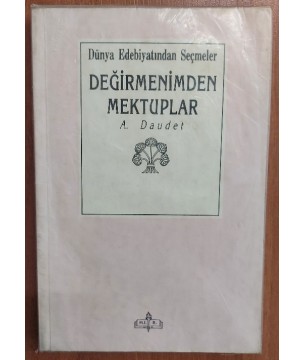 Dünya Edebiyatından Seçmeler
DEĞİRMENİMDEN
MEKTUPLAR
A. Daudet